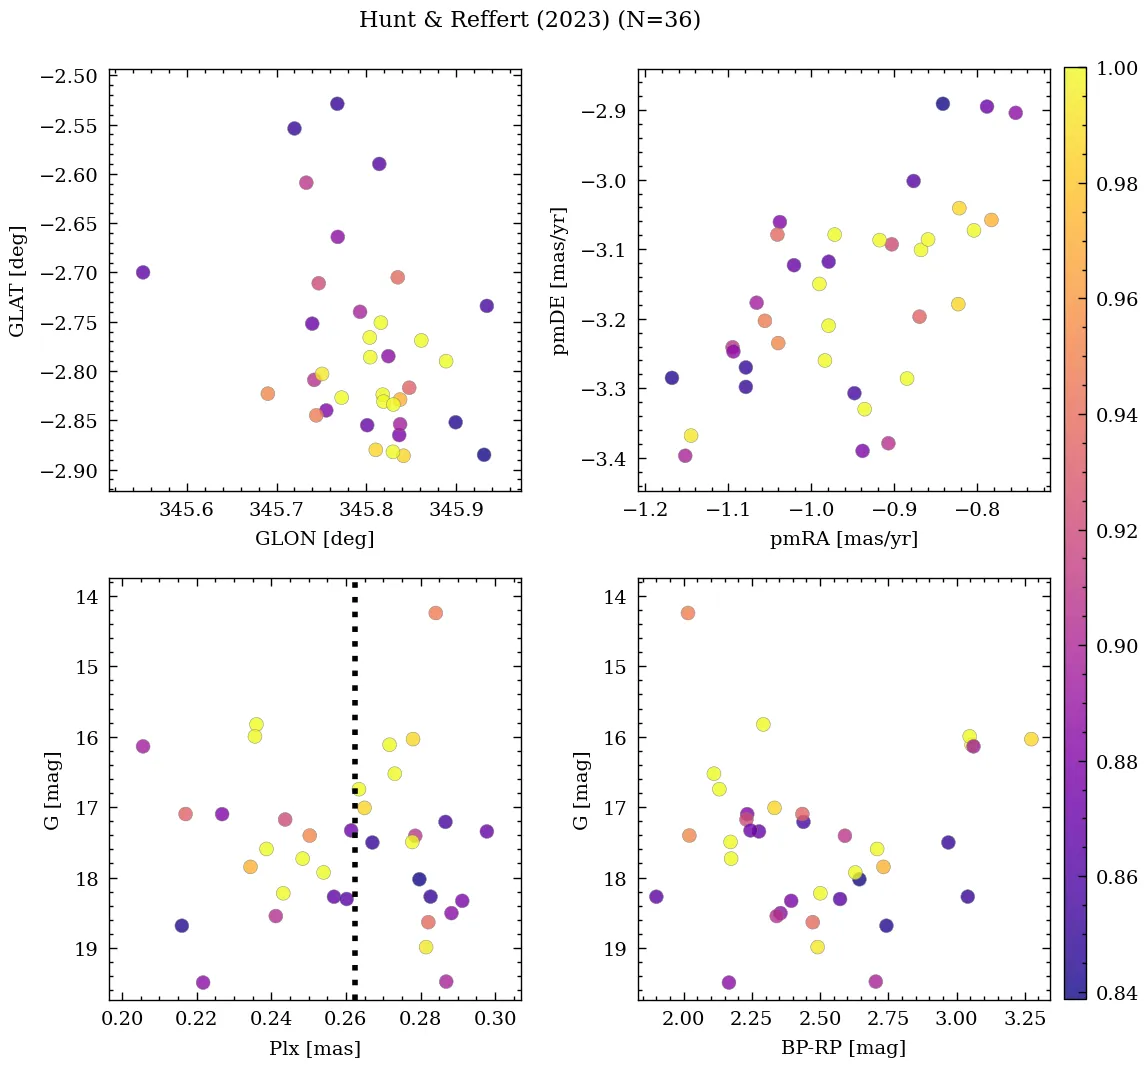 Hunt & Reffert (2023) (N=36)
−2.50
−2.55
−2.60
−2.65
−2.70
−2.75
−2.80
−2.85
−2.90
GLAT [deg]
345.6 345.7 345.8 345.9
GLON [deg]
−2.9
−3.0
−3.1
−3.2
−3.3
−3.4
pmDE [mas/yr]
−1.2 −1.1 −1.0 −0.9 −0.8
pmRA [mas/yr]
14
15
16
17
18
19
G [mag]
0.20 0.22 0.24 0.26 0.28 0.30
Plx [mas]
14
15
16
17
18
19
G [mag]
2.00 2.25 2.50 2.75 3.00 3.25
BP-RP [mag]
1.00
0.98
0.96
0.94
0.92
0.90
0.88
0.86
0.84